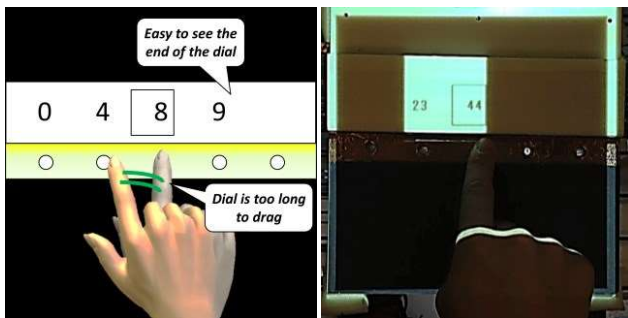 Easy to see the
end of the dial
0 4 8 9
Dial is too long
to drag
23 44